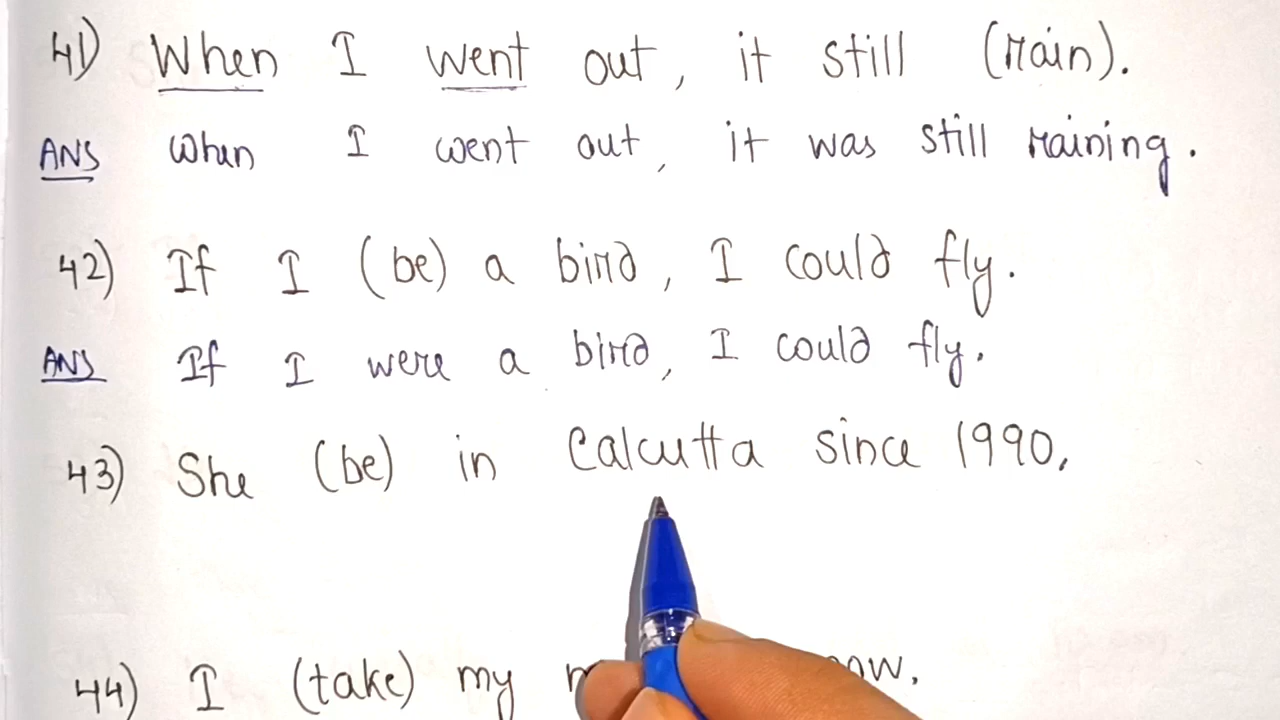 41) When I went out, it still (rain).
ANS When I went out, it was still raining.
42) If I (be) a bird, I could fly.
ANS If I were a bird, I could fly.
43) She (be) in Calcutta since 1990.
44) I (take) my